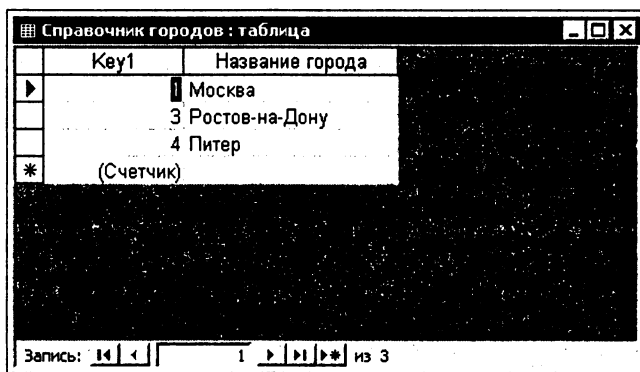 Справочник городов : таблица
Key1 Название города
1 Москва
3 Ростов-на-Дону
4 Питер
(Счетчик)
Запись: 1 из 3